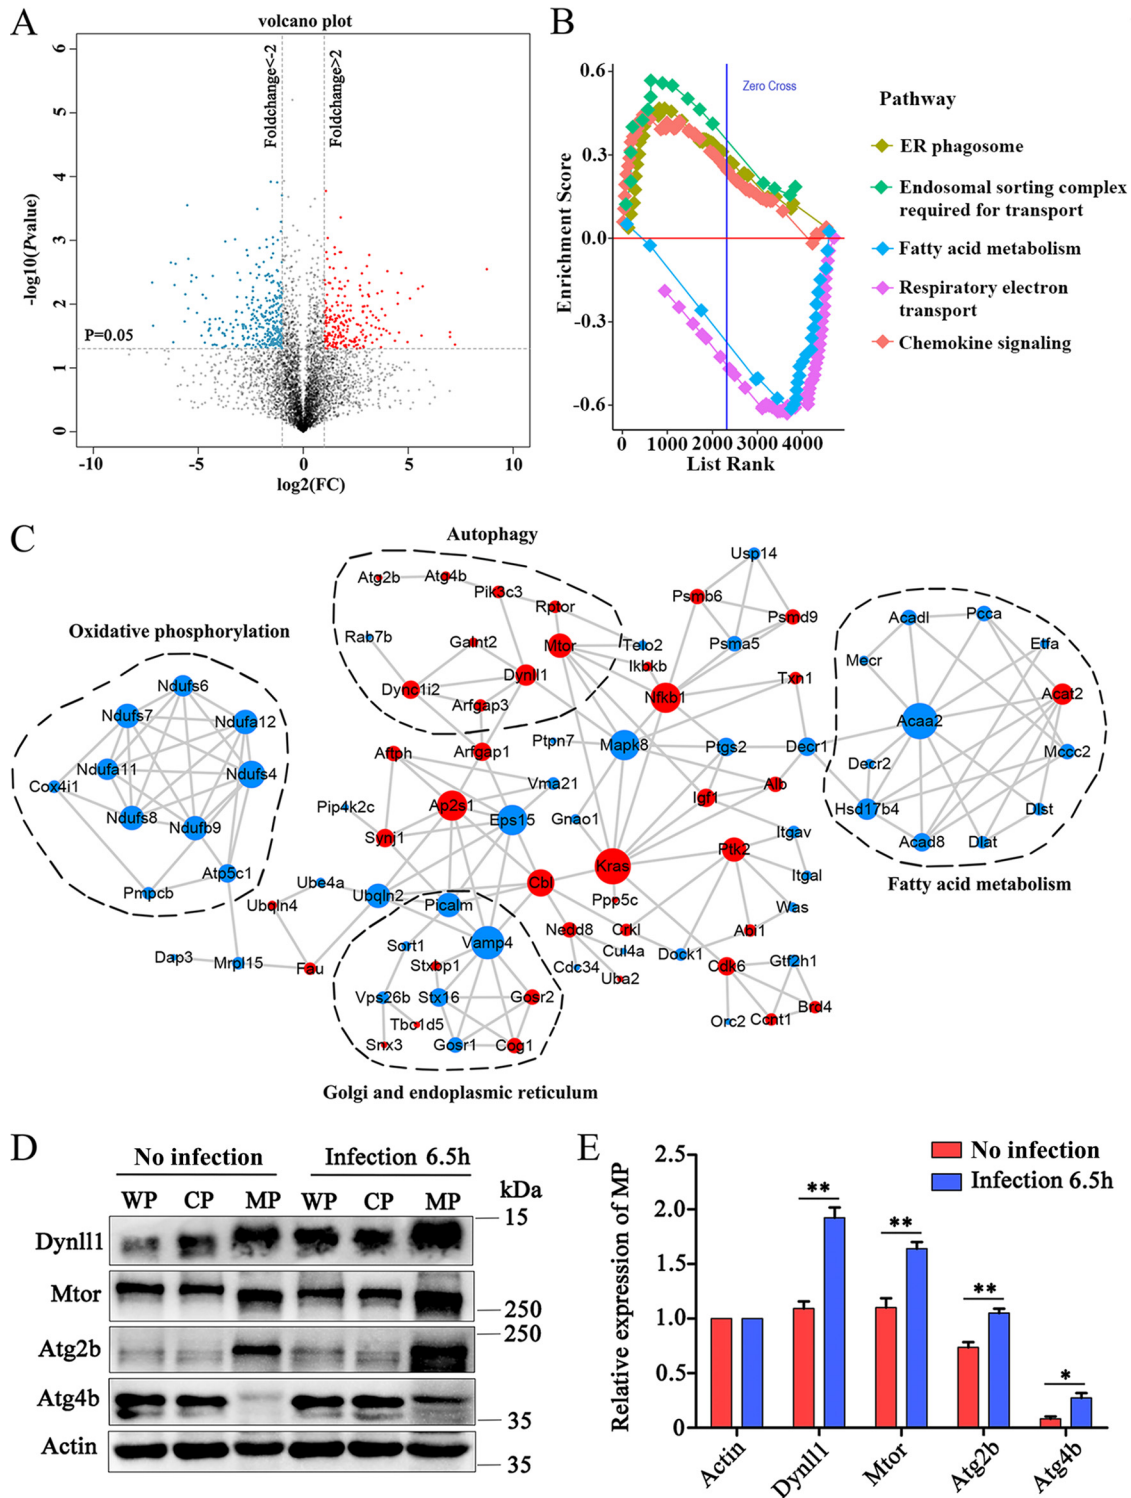 A
volcano plot
Foldchange<-2
Foldchange>2
P=0.05
-log10(Pvalue)
6
5
4
3
2
1
0
-10
-5
0
5
10
log2(FC)
B
Zero Cross
Enrichment Score
0.6
0.3
0.0
-0.3
-0.6
0
1000
2000
3000
4000
List Rank
Pathway
ER phagosome
Endosomal sorting complex
required for transport
Fatty acid metabolism
Respiratory electron
transport
Chemokine signaling
C
Autophagy
Atg2b
Atg4b
Pik3c3
Rptor
Rab7b
Gaint2
Mtor
Dync1i2
Dynll1
Arfgap3
Telo2
Ikbkb
Usp14
Psmb6
Psmd9
Psma5
Txn1
Nfkb1
Oxidative phosphorylation
Ndufs6
Ndufs7
Ndufa12
Ndufa11
Ndufs4
Cox4i1
Ndufs8
Ndufb9
Atp5c1
Pmpcb
Acadl
Pcca
Mecr
Etfa
Acat2
Acaa2
Decr2
Mccc2
Hsd17b4
Dlst
Acad8
Dlat
Fatty acid metabolism
Aftph
Arfgap1
Ptpn7
Mapk8
Ptgs2
Decr1
Vma21
Alb
Igf1
Pip4k2c
Ap2s1
Eps15
Gnao1
Synj1
Itgav
Ptk2
Kras
Itgal
Cbl
Ube4a
Ubqln2
Ubqln4
Picalm
Ppp5c
Was
Nedd8
Crkl
Abi1
Vamp4
Sort1
Stxbp1
Cul4a
Dock1
Dap3
Mrpl15
Fau
Cdc34
Uba2
Cdk6
Gtf2h1
Vps26b
Stx16
Gosr2
Brd4
Tbc1d5
Orc2
Ccnt1
Snx3
Gosr1
Cog1
Golgi and endoplasmic reticulum
D
No infection
Infection 6.5h
WP
CP
MP
WP
CP
MP
kDa
Dynll1
15
Mtor
250
Atg2b
250
Atg4b
35
Actin
35
E
No infection
Infection 6.5h
Relative expression of MP
2.5
2.0
1.5
1.0
0.5
0
**
**
**
*
Actin
Dynll1
Mtor
Atg2b
Atg4b